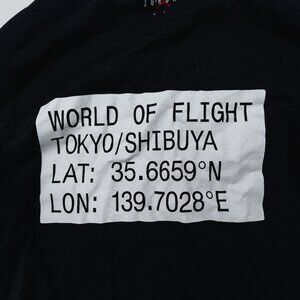 WORLD OF FLIGHT
TOKYO/SHIBUYA
LAT: 35.6659°N
LON: 139.7028°E